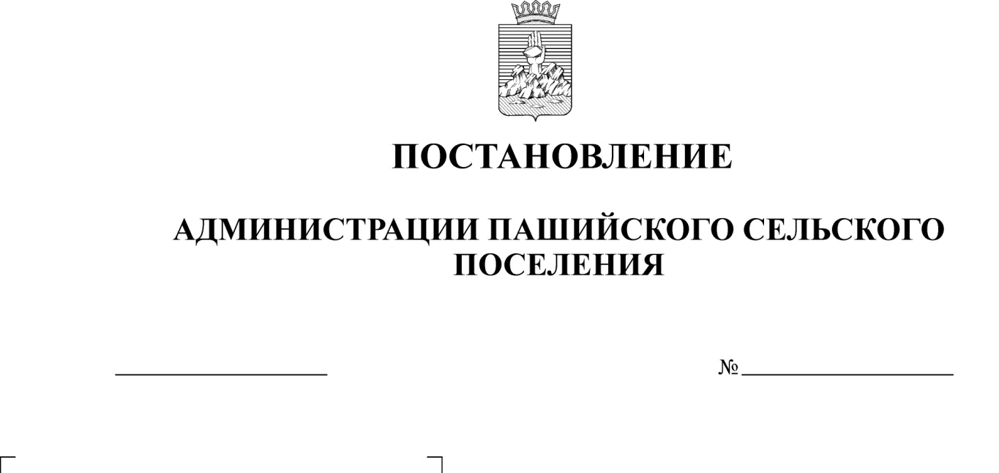 ПОСТАНОВЛЕНИЕ
АДМИНИСТРАЦИИ ПАШИЙСКОГО СЕЛЬСКОГО
ПОСЕЛЕНИЯ
№